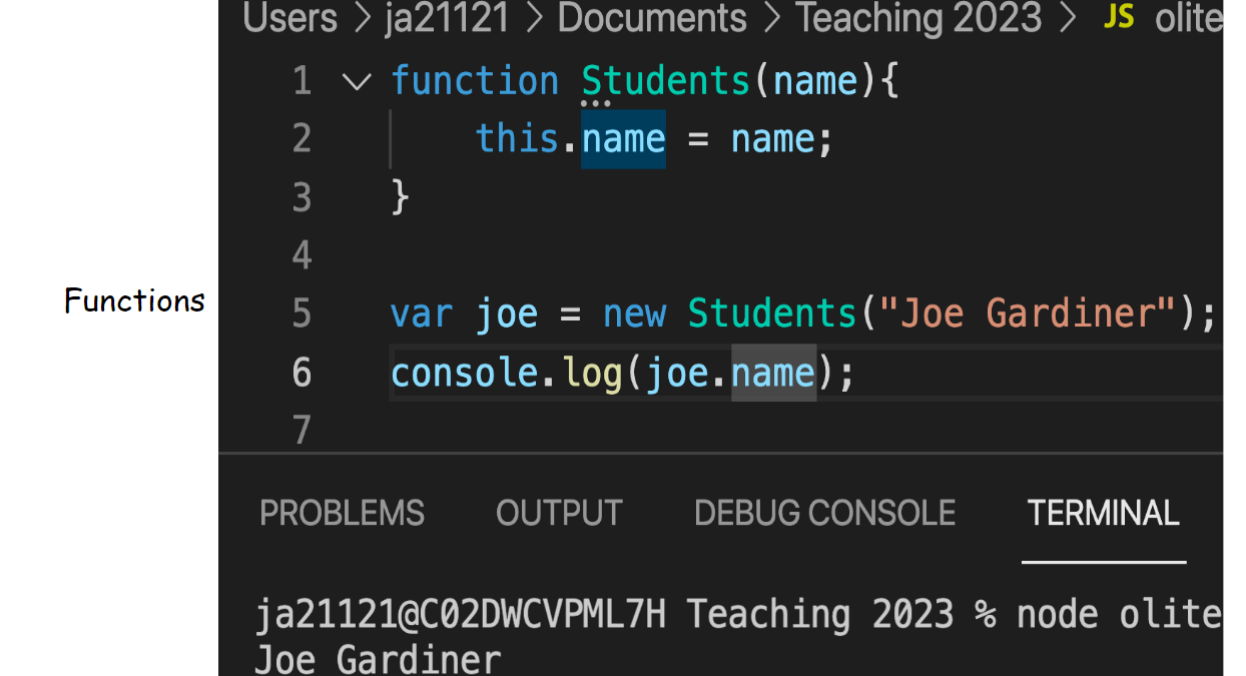 Users > ja21121 > Documents > Teaching 2023 > JS olite
1 function Students(name){
2 this.name = name;
3 }
4
Functions
5 var joe = new Students("Joe Gardiner");
6 console.log(joe.name);
7
PROBLEMS OUTPUT DEBUG CONSOLE TERMINAL
ja21121@C02DWCVPML7H Teaching 2023 % node olite
Joe Gardiner